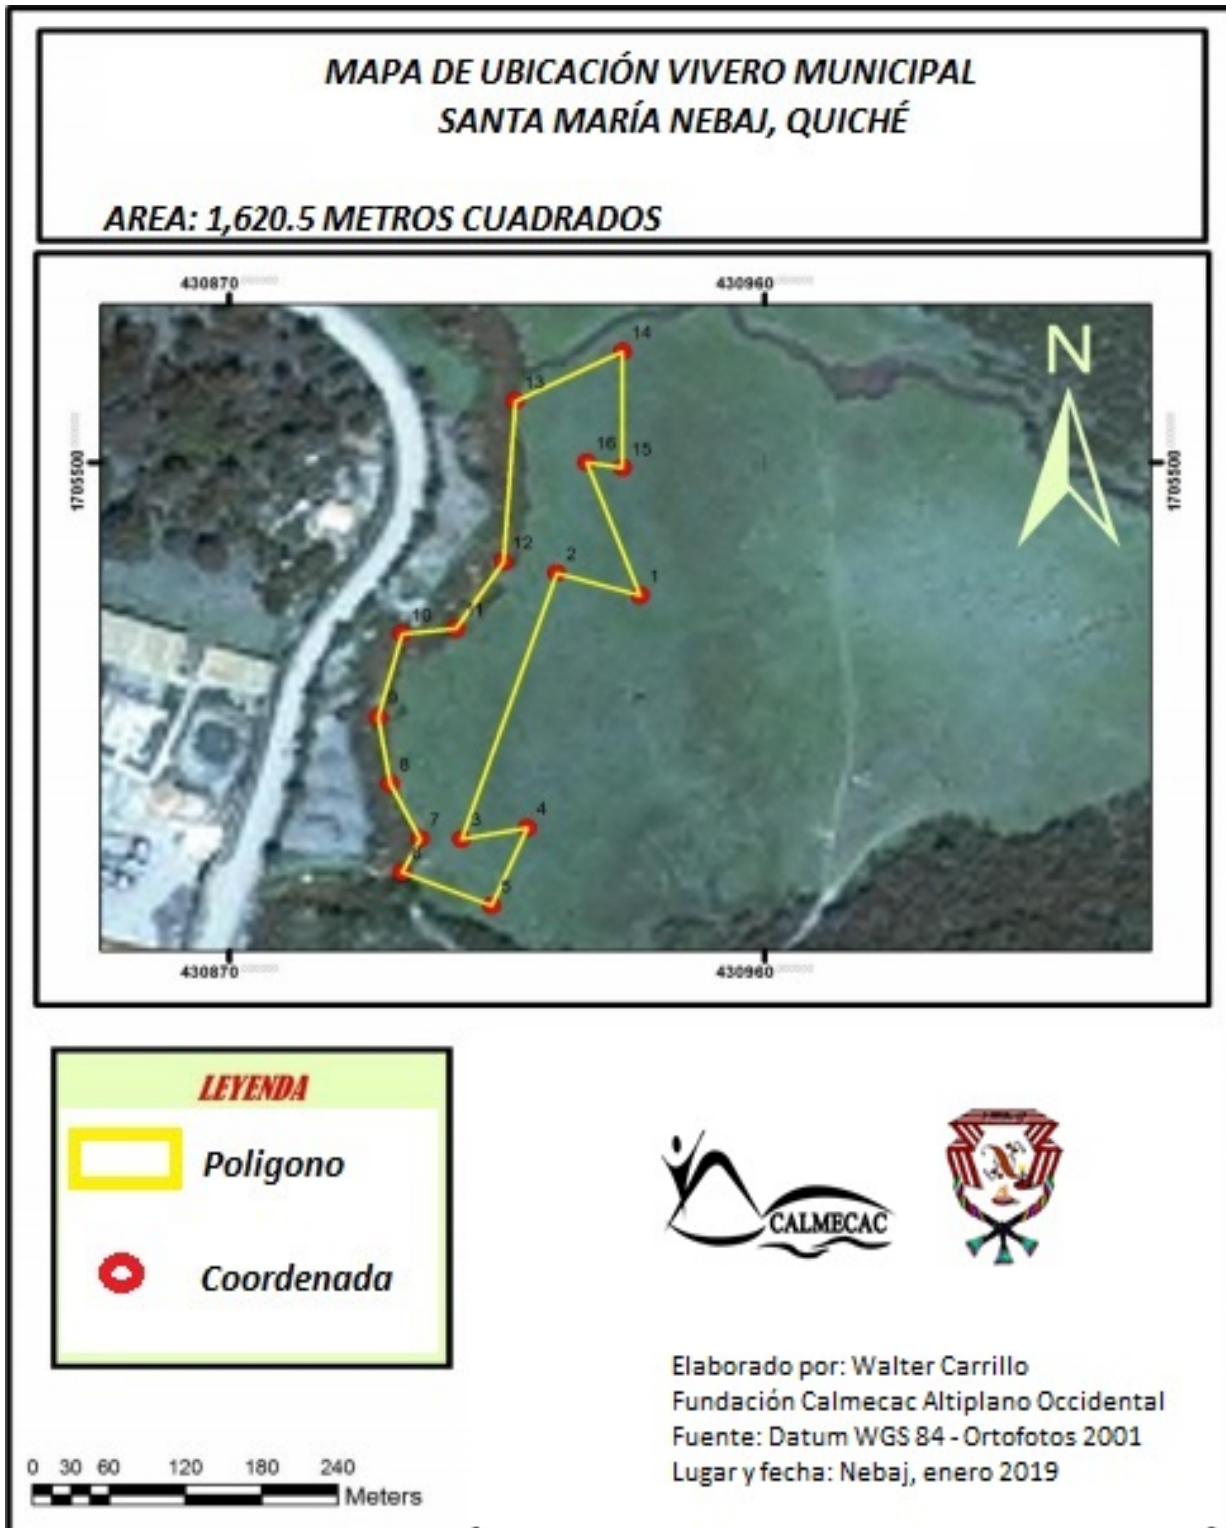 MAPA DE UBICACIÓN VIVERO MUNICIPAL
SANTA MARÍA NEBAJ, QUICHÉ
AREA: 1,620.5 METROS CUADRADOS
430870 430960
14
13
N
1705500 16 15 1705500
12 2
1
10
9
8
7 3 4
5
430870 430960
LEYENDA
Poligono
Coordenada
CALMECAC
Elaborado por: Walter Carrillo
Fundación Calmecac Altiplano Occidental
Fuente: Datum WGS 84 - Ortofotos 2001
Lugar y fecha: Nebaj, enero 2019
0 30 60 120 180 240
Meters